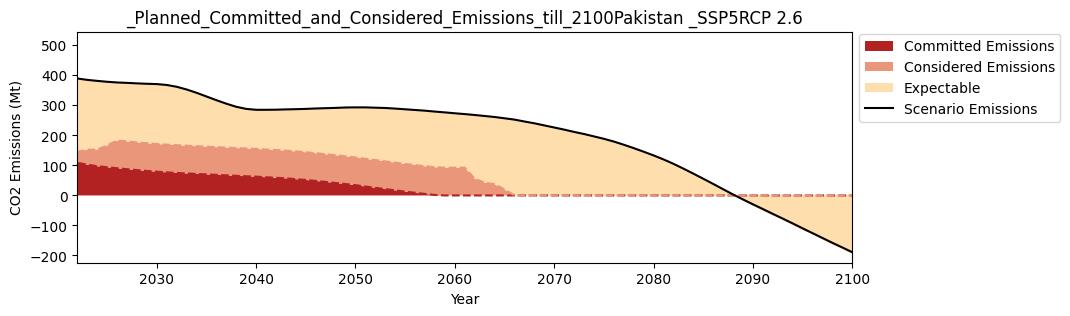 _Planned_Committed_and_Considered_Emissions_till_2100Pakistan _SSP5RCP 2.6
CO2 Emissions (Mt)
500
400
300
200
100
0
−100
−200
2030
2040
2050
2060
2070
2080
2090
2100
Year
Committed Emissions
Considered Emissions
Expectable
Scenario Emissions